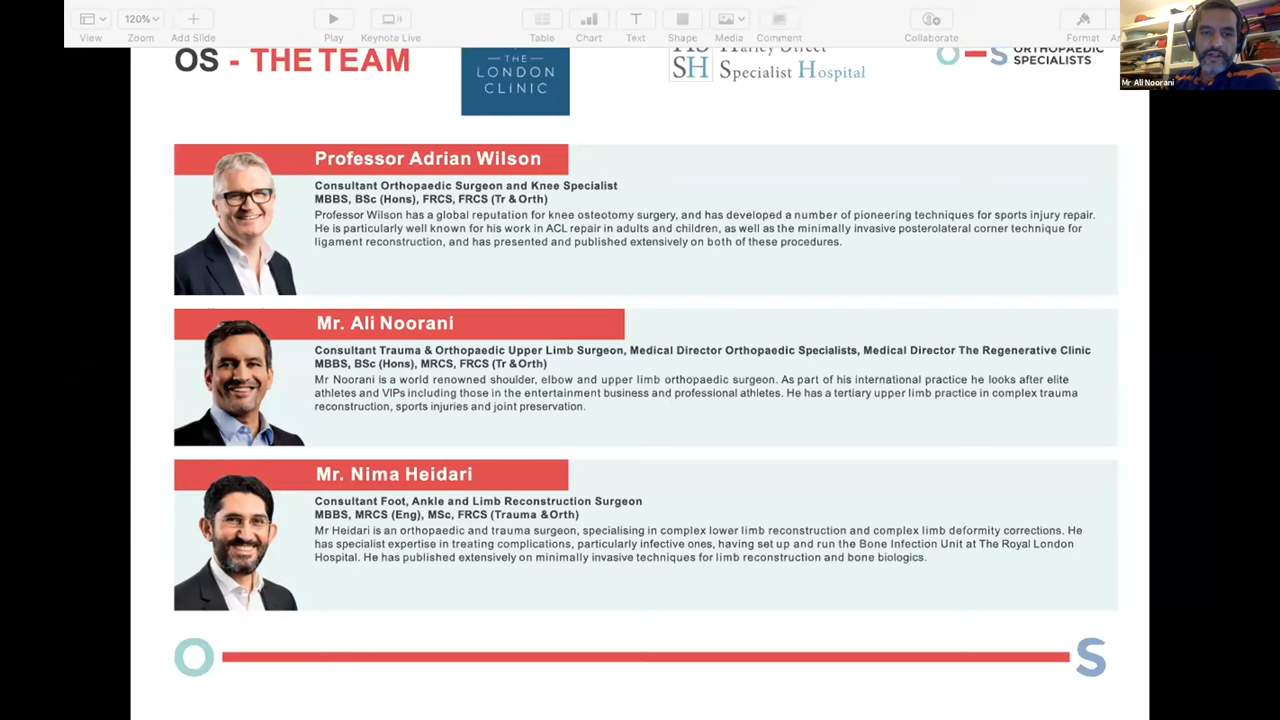 120%
View
Zoom
Add Slide
Play
Keynote Live
Table
Chart
Text
Media
Shape
Comment
Collaborate
Format
Mr Ali Noorani
OS - THE TEAM
THE
LONDON
CLINIC
Harley Street
SH Specialist Hospital
O S ORTHOPAEDIC
SPECIALISTS
Professor Adrian Wilson
Consultant Orthopaedic Surgeon and Knee Specialist
MBBS, BSc (Hons), FRCS, FRCS (Tr & Orth)
Professor Wilson has a global reputation for knee osteotomy surgery, and has developed a number of pioneering techniques for sports injury repair.
He is particularly well known for his work in ACL repair in adults and children, as well as the minimally invasive posterolateral corner technique for
ligament reconstruction, and has presented and published extensively on both of these procedures.
Mr. Ali Noorani
Consultant Trauma & Orthopaedic Upper Limb Surgeon, Medical Director Orthopaedic Specialists, Medical Director The Regenerative Clinic
MBBS, BSc (Hons), MRCS, FRCS (Tr & Orth)
Mr Noorani is a world renowned shoulder, elbow and upper limb orthopaedic surgeon. As part of his international practice he looks after elite
athletes and VIPs including those in the entertainment business and professional athletes. He has a tertiary upper limb practice in complex trauma
reconstruction, sports injuries and joint preservation.
Mr. Nima Heidari
Consultant Foot, Ankle and Limb Reconstruction Surgeon
MBBS, MRCS (Eng), MSc, FRCS (Trauma & Orth)
Mr Heidari is an orthopaedic and trauma surgeon, specialising in complex lower limb reconstruction and complex limb deformity corrections. He
has specialist expertise in treating complications, particularly infective ones, having set up and run the Bone Infection Unit at The Royal London
Hospital. He has published extensively on minimally invasive techniques for limb reconstruction and bone biologics.
O S